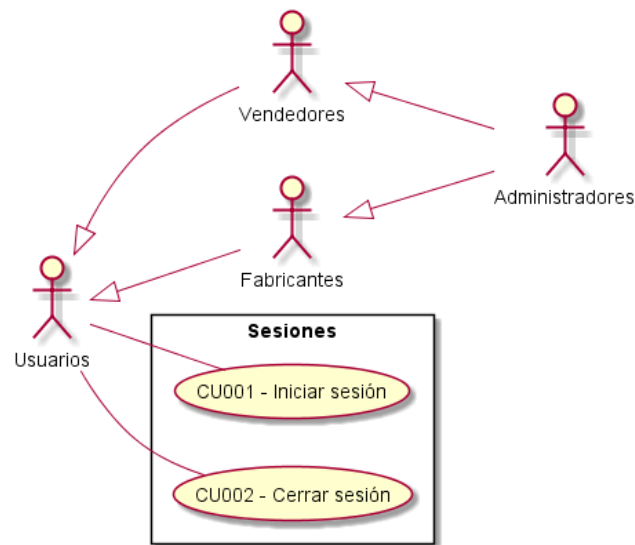 Vendedores
Administradores
Fabricantes
Usuarios
Sesiones
CU001 - Iniciar sesión
CU002 - Cerrar sesión